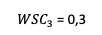 WSC₃ = 0,3